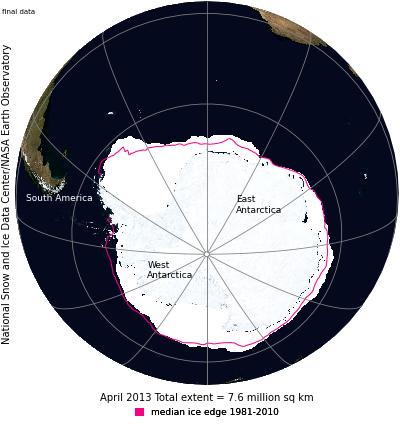 final data
National Snow and Ice Data Center/NASA Earth Observatory
South America
East
Antarctica
West
Antarctica
April 2013 Total extent = 7.6 million sq km
median ice edge 1981-2010